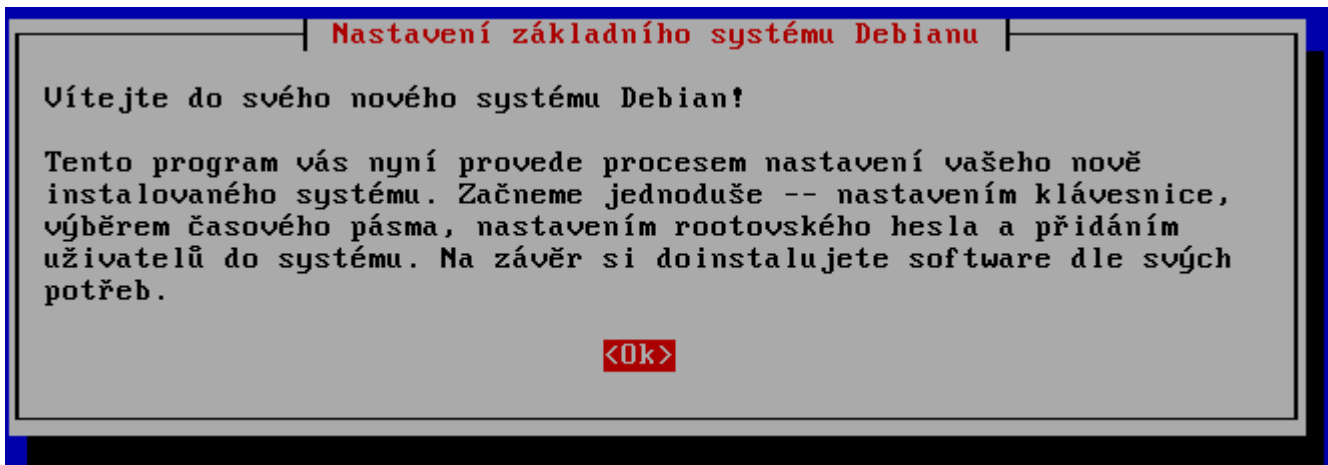 Nastavení základního systému Debianu
Vítejte do svého nového systému Debian!
Tento program vás nyní provede procesem nastavení vašeho nově
instalovaného systému. Začneme jednoduše -- nastavením klávesnice,
výběrem časového pásma, nastavením rootovského hesla a přidáním
uživatelů do systému. Na závěr si doinstalujete software dle svých
potřeb.
<Ok>